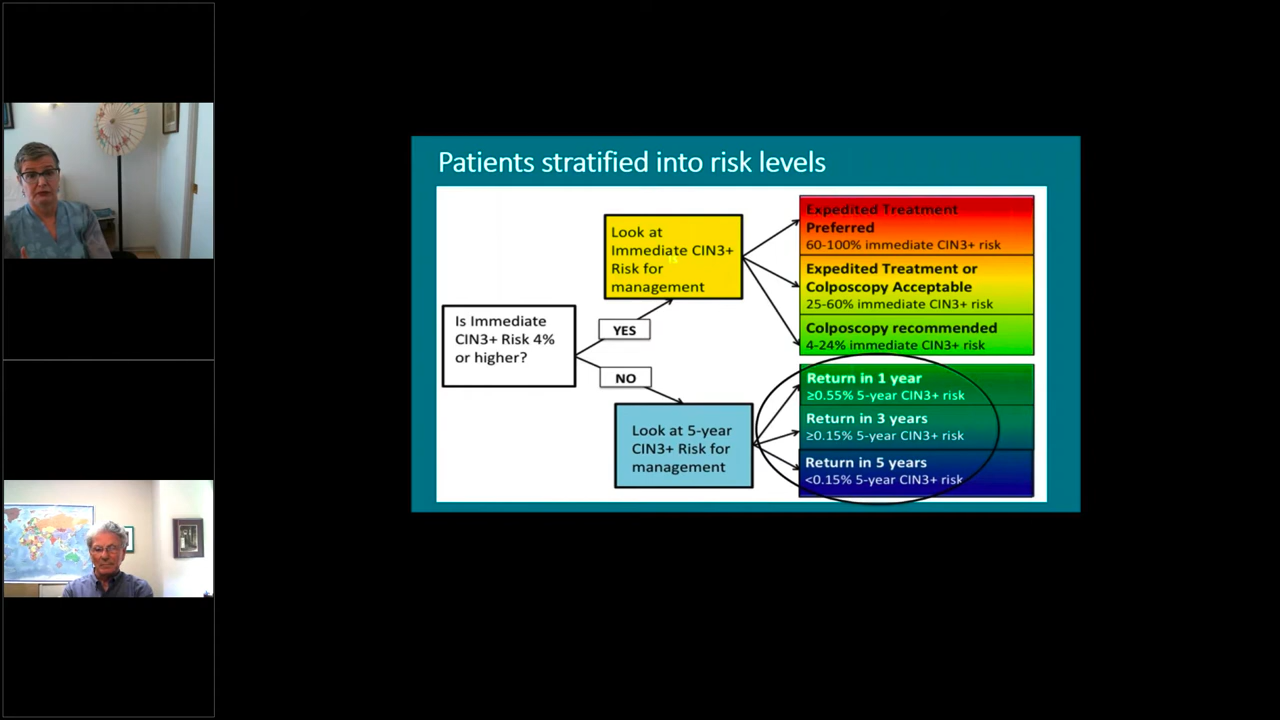 Patients stratified into risk levels
Is Immediate
CIN3+ Risk 4%
or higher?
YES
NO
Look at
Immediate CIN3+
Risk for
management
Look at 5-year
CIN3+ Risk for
management
Expedited Treatment
Preferred
60-100% immediate CIN3+ risk
Expedited Treatment or
Colposcopy Acceptable
25-60% immediate CIN3+ risk
Colposcopy recommended
4-24% immediate CIN3+ risk
Return in 1 year
≥0.55% 5-year CIN3+ risk
Return in 3 years
≥0.15% 5-year CIN3+ risk
Return in 5 years
<0.15% 5-year CIN3+ risk